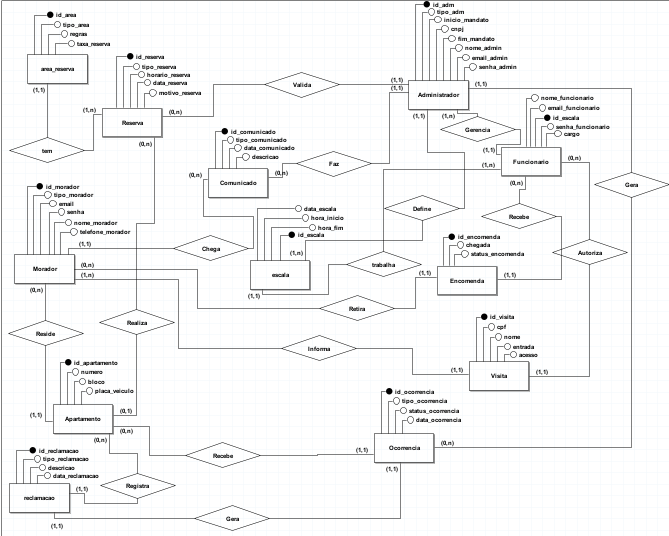 id_area
tipo_area
regras
taxa_reserva
area_reserva
(1,1)
tem
(1,n)
id_reserva
tipo_reserva
horario_reserva
data_reserva
motivo_reserva
Reserva
(0,n)
(0,n)
Valida
(1,1)
(1,1)
id_adm
tipo_adm
inicio_mandato
cnpj
fim_mandato
nome_admin
email_admin
senha_admin
Administrador
(1,1)
(1,1)
(1,n)
Gerencia
(1,1)
(1,n)
nome_funcionario
email_funcionario
id_escala
senha_funcionario
cargo
Funcionario
(0,n)
(0,n)
Gera
id_comunicado
tipo_comunicado
data_comunicado
descricao
Comunicado
(0,n)
(0,n)
Faz
Define
Recebe
Autoriza
id_morador
tipo_morador
email
senha
nome_morador
telefone_morador
Morador
(1,1)
(0,n)
(1,n)
(0,n)
Chega
data_escala
hora_inicio
hora_fim
id_escala
(1,n)
escala
(1,1)
trabalha
id_encomenda
chegada
status_encomenda
Encomenda
(1,1)
(1,1)
Retira
Reside
Realiza
Informa
id_visita
cpf
nome
entrada
acesso
Visita
(1,1)
(1,1)
id_apartamento
numero
bloco
placa_veiculo
Apartamento
(1,1)
(0,1)
(0,n)
(0,n)
Recebe
id_ocorrencia
tipo_ocorrencia
status_ocorrencia
data_ocorrencia
Ocorrencia
(1,1)
(0,n)
(1,1)
id_reclamacao
tipo_reclamacao
descricao
data_reclamacao
reclamacao
(1,1)
(1,1)
Registra
Gera